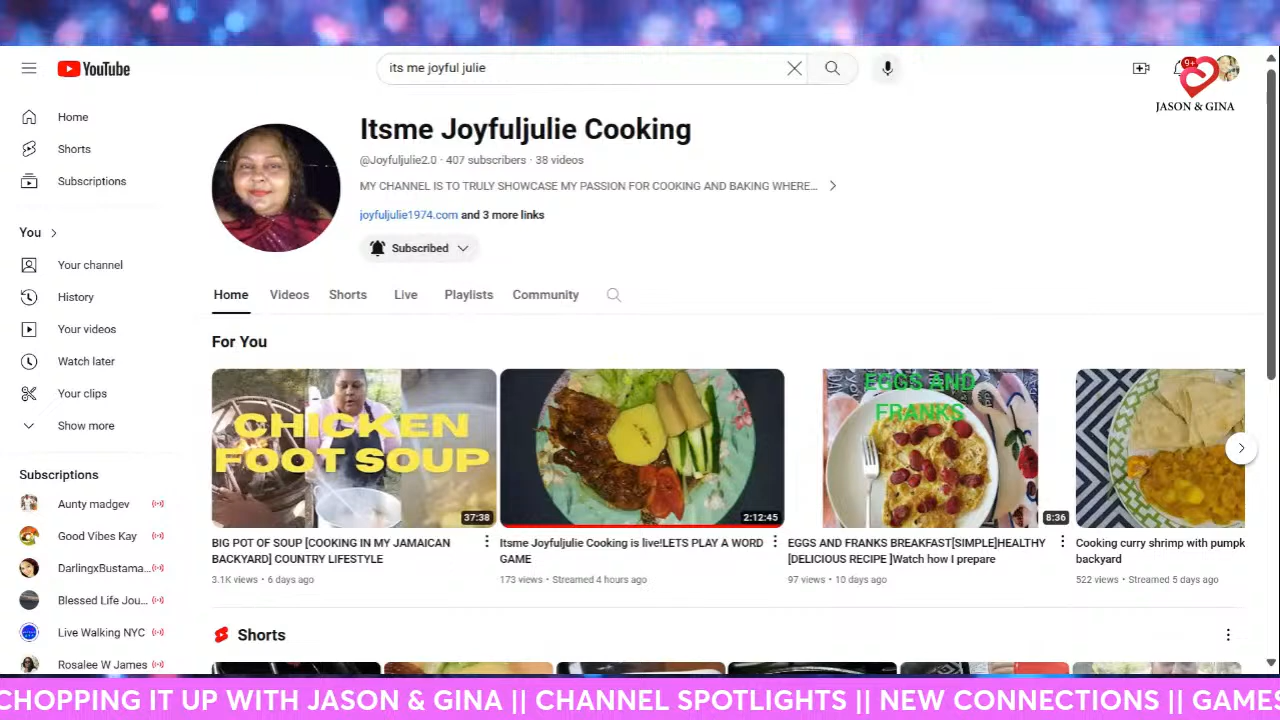 YouTube
its me joyful julie
9+
JASON & GINA
Home
Shorts
Subscriptions
You
Your channel
History
Your videos
Watch later
Your clips
Show more
Subscriptions
Aunty madgev
Good Vibes Kay
DarlingxBustama...
Blessed Life Jou...
Live Walking NYC
Rosalee W James
Itsme Joyfuljulie Cooking
@Joyfuljulie2.0 · 407 subscribers · 38 videos
MY CHANNEL IS TO TRULY SHOWCASE MY PASSION FOR COOKING AND BAKING WHERE...
joyfuljulie1974.com and 3 more links
Subscribed
Home Videos Shorts Live Playlists Community
For You
CHICKEN
FOOT SOUP
37:38
BIG POT OF SOUP [COOKING IN MY JAMAICAN
BACKYARD] COUNTRY LIFESTYLE
3.1K views · 6 days ago
2:12:45
Itsme Joyfuljulie Cooking is live!LETS PLAY A WORD
GAME
173 views · Streamed 4 hours ago
EGGS AND
FRANKS
8:36
EGGS AND FRANKS BREAKFAST[SIMPLE]HEALTHY
[DELICIOUS RECIPE ]Watch how I prepare
97 views · 10 days ago
Cooking curry shrimp with pumpk
backyard
522 views · Streamed 5 days ago
Shorts
CHOPPING IT UP WITH JASON & GINA || CHANNEL SPOTLIGHTS || NEW CONNECTIONS || GAMES